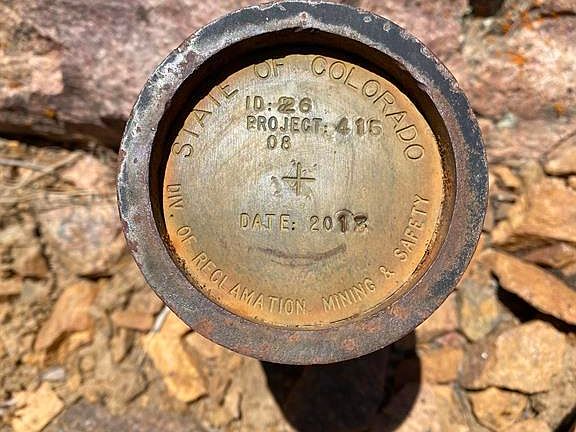 STATE OF COLORADO
ID: 26
PROJECT: 415
08
DATE: 2013
DIV. OF RECLAMATION, MINING & SAFETY